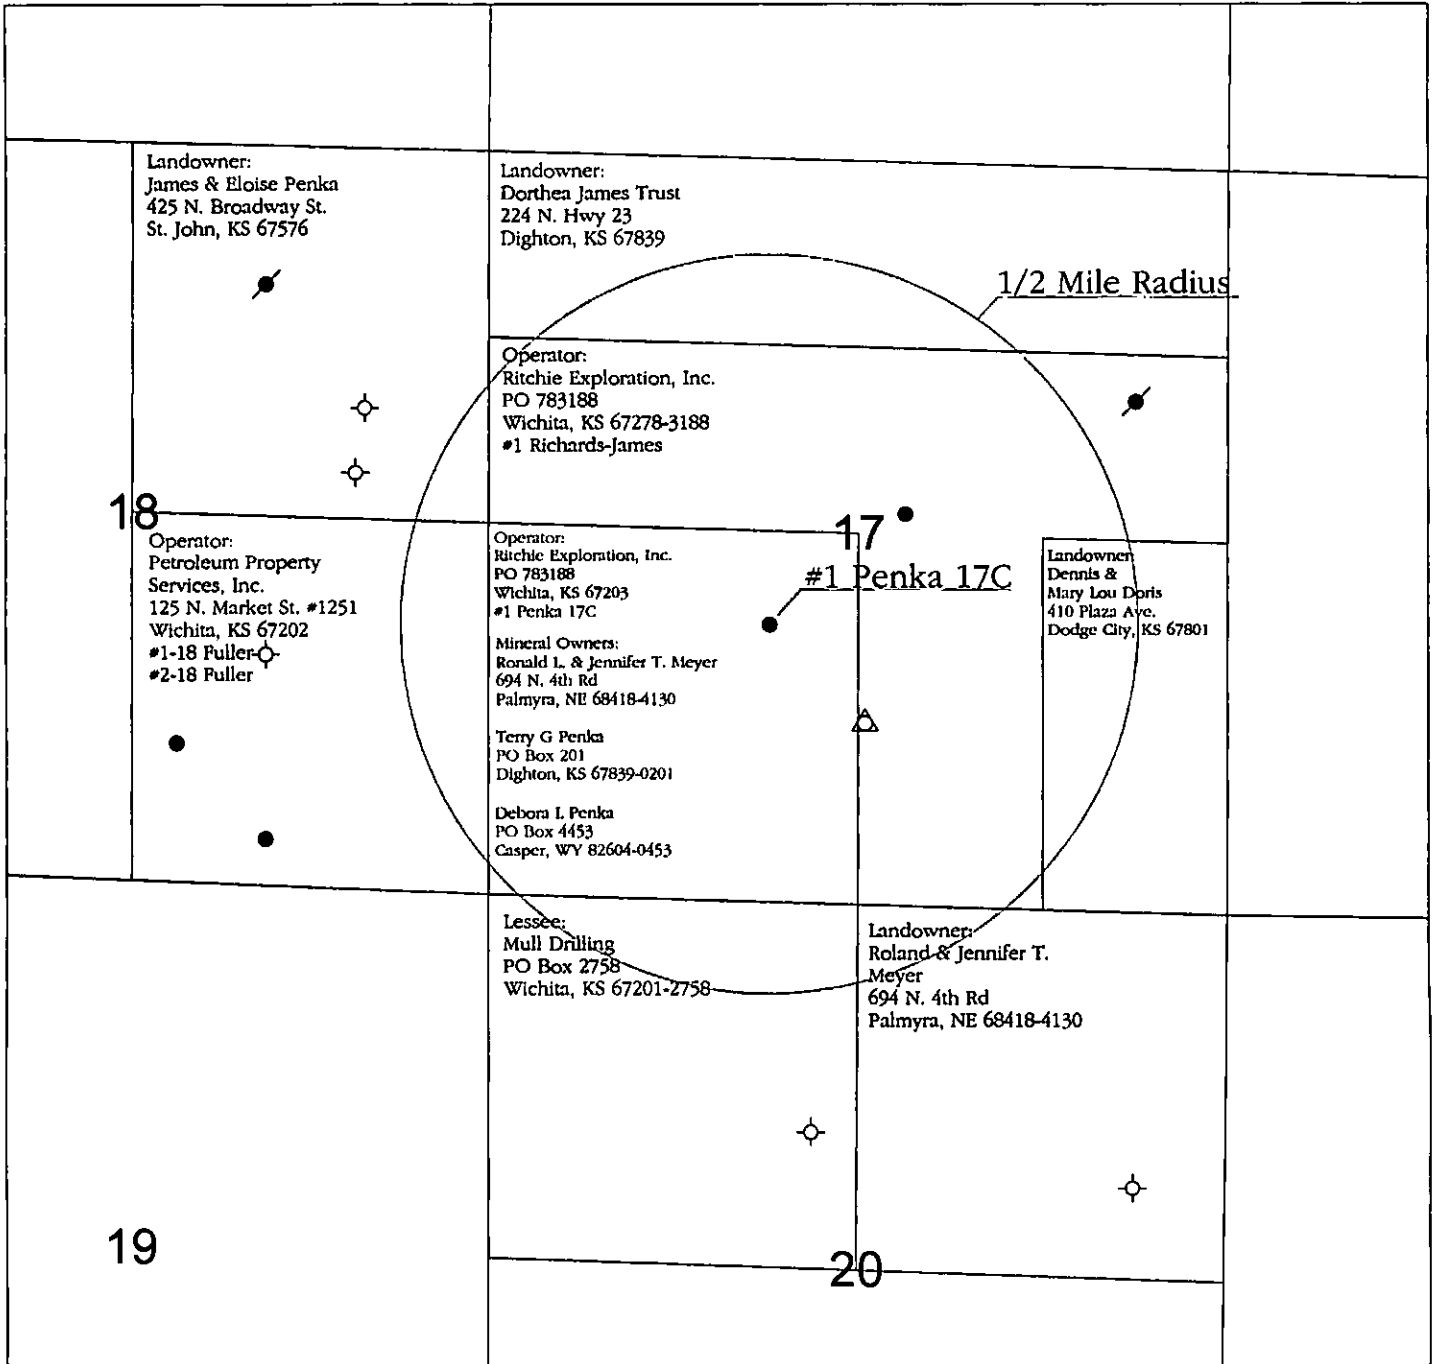 Landowner:
James & Eloise Penka
425 N. Broadway St.
St. John, KS 67576
Landowner:
Dorthea James Trust
224 N. Hwy 23
Dighton, KS 67839
1/2 Mile Radius
Operator:
Ritchie Exploration, Inc.
PO 783188
Wichita, KS 67278-3188
#1 Richards-James
18
17
Operator:
Petroleum Property
Services, Inc.
125 N. Market St. #1251
Wichita, KS 67202
#1-18 Fuller
#2-18 Fuller
Operator:
Ritchie Exploration, Inc.
PO 783188
Wichita, KS 67203
#1 Penka 17C
Mineral Owners:
Ronald L. & Jennifer T. Meyer
694 N. 4th Rd
Palmyra, NE 68418-4130
Terry G Penka
PO Box 201
Dighton, KS 67839-0201
Debora I. Penka
PO Box 4453
Casper, WY 82604-0453
#1 Penka 17C
Landowner:
Dennis &
Mary Lou Doris
410 Plaza Ave.
Dodge City, KS 67801
Lessee:
Mull Drilling
PO Box 2758
Wichita, KS 67201-2758
Landowner:
Roland & Jennifer T.
Meyer
694 N. 4th Rd
Palmyra, NE 68418-4130
19
20